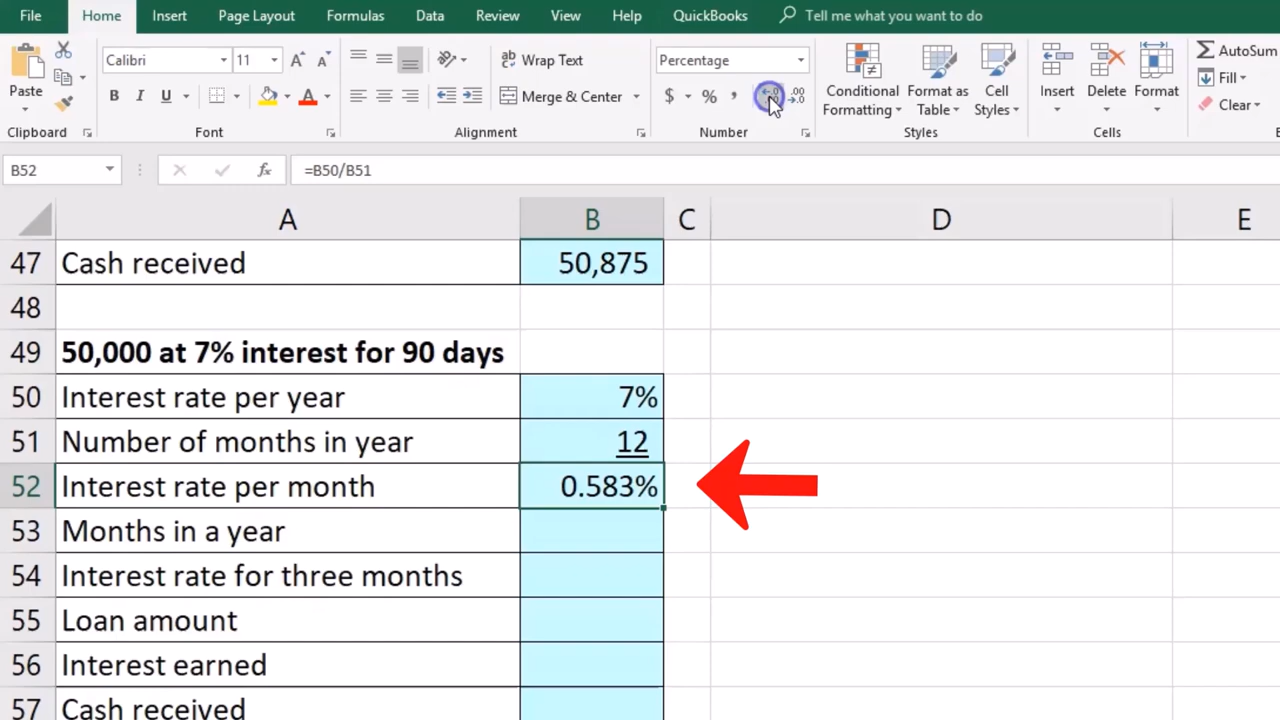 File Home Insert Page Layout Formulas Data Review View Help QuickBooks Tell me what you want to do
Calibri 11 A A Wrap Text Percentage AutoSum
Paste Conditional Formatting Format as Table Cell Styles Insert Delete Format Fill
B I U A Merge & Center $ % , .00 .0 Clear
Clipboard Font Alignment Number Styles Cells
B52 fx =B50/B51
A B C D E
47 Cash received 50,875
48
49 50,000 at 7% interest for 90 days
50 Interest rate per year 7%
51 Number of months in year 12
52 Interest rate per month 0.583%
53 Months in a year
54 Interest rate for three months
55 Loan amount
56 Interest earned
57 Cash received